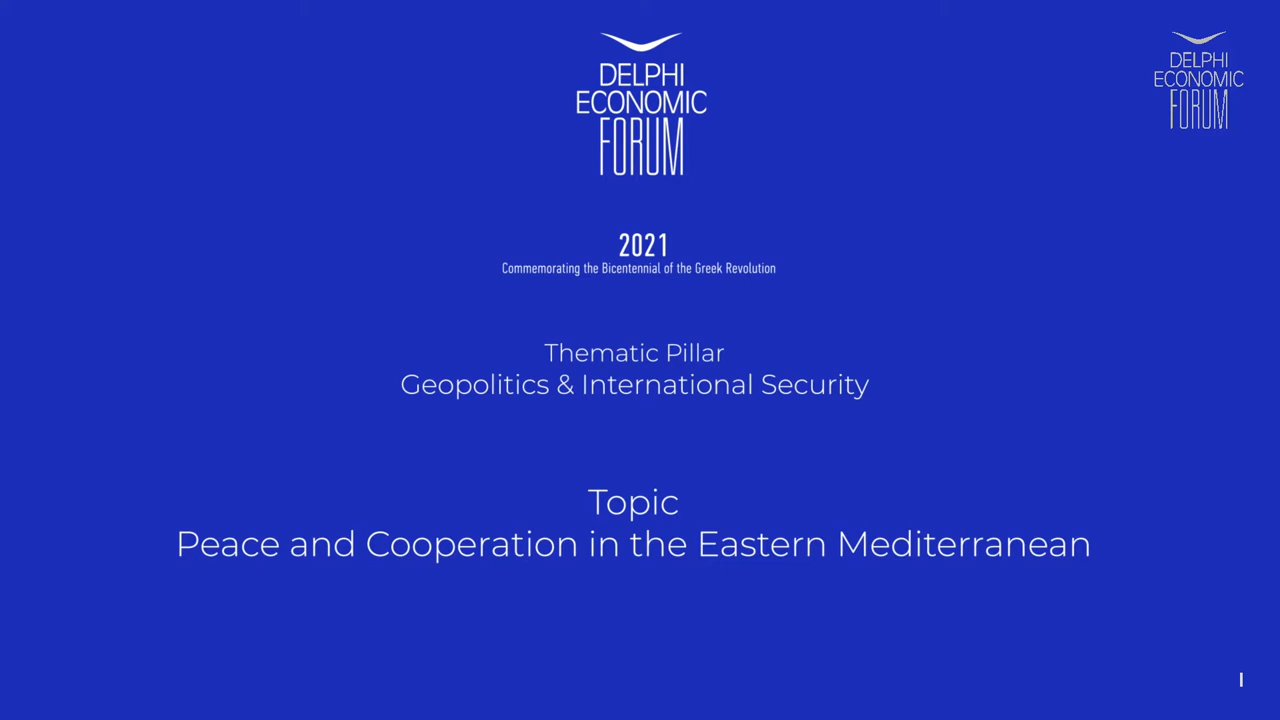 DELPHI
ECONOMIC
FORUM
DELPHI
ECONOMIC
FORUM
2021
Commemorating the Bicentennial of the Greek Revolution
Thematic Pillar
Geopolitics & International Security
Topic
Peace and Cooperation in the Eastern Mediterranean